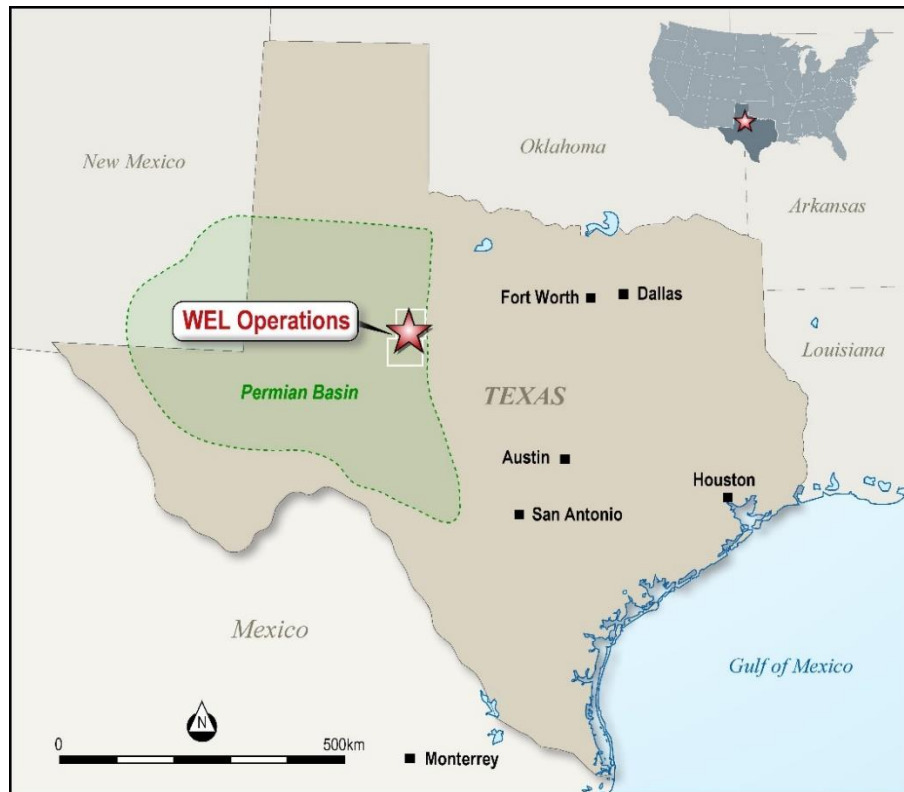 Oklahoma
New Mexico
Arkansas
Fort Worth
Dallas
WEL Operations
Louisiana
Permian Basin
TEXAS
Austin
Houston
San Antonio
Mexico
Gulf of Mexico
N
0
500km
Monterrey